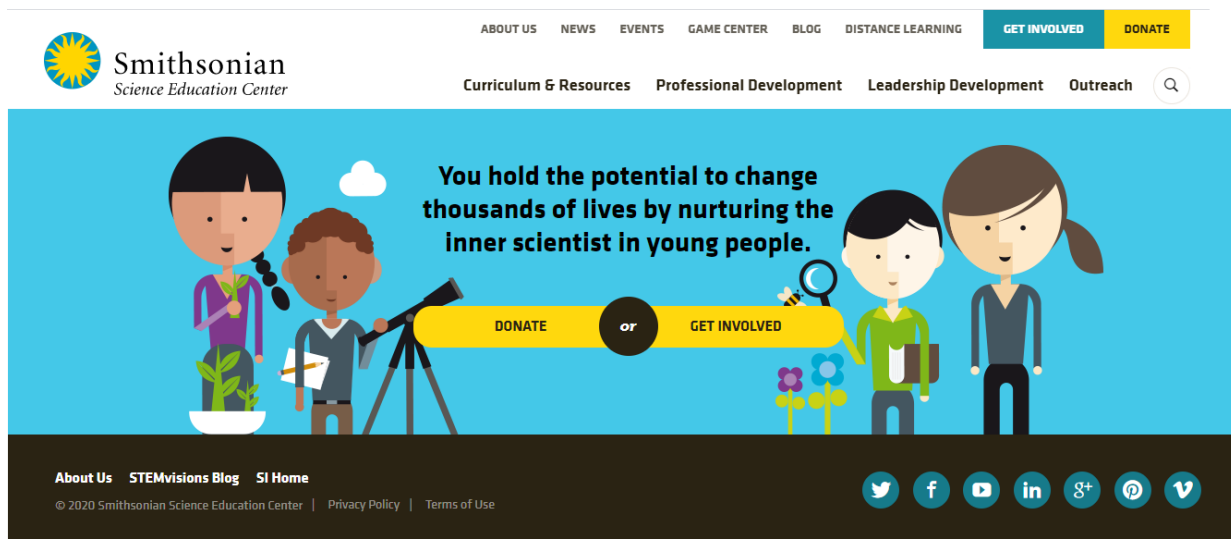 ABOUT US NEWS EVENTS GAME CENTER BLOG DISTANCE LEARNING GET INVOLVED DONATE
Smithsonian
Science Education Center
Curriculum & Resources Professional Development Leadership Development Outreach
You hold the potential to change
thousands of lives by nurturing the
inner scientist in young people.
DONATE or GET INVOLVED
About Us STEMvisions Blog SI Home
© 2020 Smithsonian Science Education Center | Privacy Policy | Terms of Use